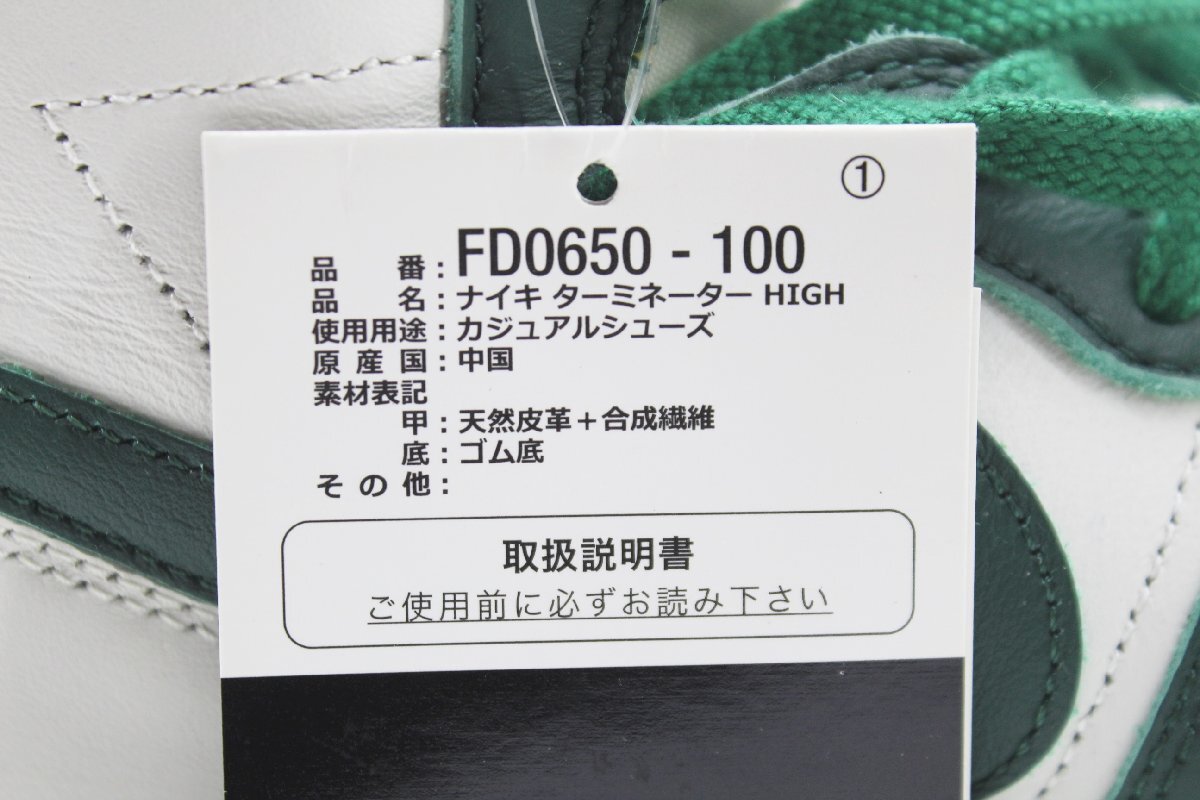 ①
品番：FD0650 - 100
品名：ナイキ ターミネーター HIGH
使用用途：カジュアルシューズ
原産国：中国
素材表記
甲：天然皮革＋合成繊維
底：ゴム底
その他：
取扱説明書
ご使用前に必ずお読み下さい